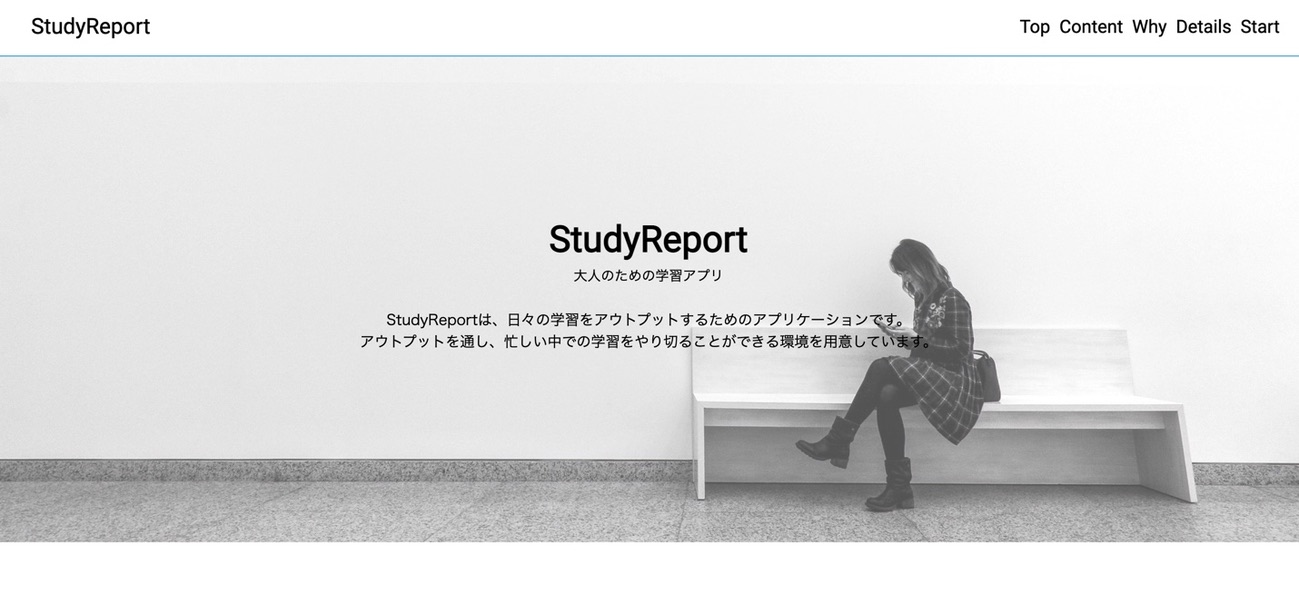 StudyReport
Top Content Why Details Start
StudyReport
大人のための学習アプリ
StudyReportは、日々の学習をアウトプットするためのアプリケーションです。
アウトプットを通し、忙しい中での学習をやり切ることができる環境を用意しています。